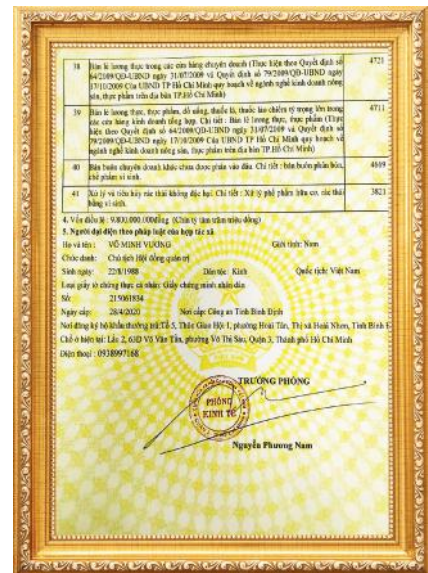 38 Bán lẻ lương thực trong các cửa hàng chuyên doanh (Thực hiện theo Quyết định số 4721
64/2009/QĐ-UBND ngày 31/07/2009 và Quyết định số 79/2009/QĐ-UBND ngày
17/10/2009 Của UBND TP Hồ Chí Minh quy hoạch về ngành nghề kinh doanh nông
sản, thực phẩm trên địa bàn TP.Hồ Chí Minh)
39 Bán lẻ lương thực, thực phẩm, đồ uống, thuốc lá, thuốc lào chiếm tỷ trọng lớn trong 4711
các cửa hàng kinh doanh tổng hợp. Chi tiết : Bán lẻ lương thực, thực phẩm (Thực
hiện theo Quyết định số 64/2009/QĐ-UBND ngày 31/07/2009 và Quyết định số
79/2009/QĐ-UBND ngày 17/10/2009 Của UBND TP Hồ Chí Minh quy hoạch về
ngành nghề kinh doanh nông sản, thực phẩm trên địa bàn TP.Hồ Chí Minh)
40 Bán buôn chuyên doanh khác chưa được phân vào đâu. Chi tiết : bán buôn phân bón, 4669
chế phẩm vi sinh.
41 Xử lý và tiêu hủy rác thải không độc hại. Chi tiết : Xử lý phế phẩm hữu cơ, rác thải 3821
bằng vi sinh.
4. Vốn điều lệ : 9.800.000.000đồng (Chín tỷ tám trăm triệu đồng)
5. Người đại diện theo pháp luật của hợp tác xã
Họ và tên : VÕ MINH VƯƠNG Giới tính: Nam
Chức danh: Chủ tịch Hội đồng quản trị
Sinh ngày: 22/8/1988 Dân tộc: Kinh Quốc tịch: Việt Nam
Loại giấy tờ chứng thực cá nhân: Giấy chứng minh nhân dân
Số: 215061834
Ngày cấp: 28/4/2020 Nơi cấp: Công an Tỉnh Bình Định
Nơi đăng ký hộ khẩu thường trú: Tổ 5, Thôn Giao Hội 1, phường Hoài Tân, Thị xã Hoài Nhơn, Tỉnh Bình Đ
Chỗ ở hiện tại: Lầu 2, 63D Võ Văn Tần, phường Võ Thị Sáu, Quận 3, Thành phố Hồ Chí Minh
Điện thoại : 0938997168
TRƯỞNG PHÒNG
PHÒNG
KINH TẾ
Nguyễn Phương Nam